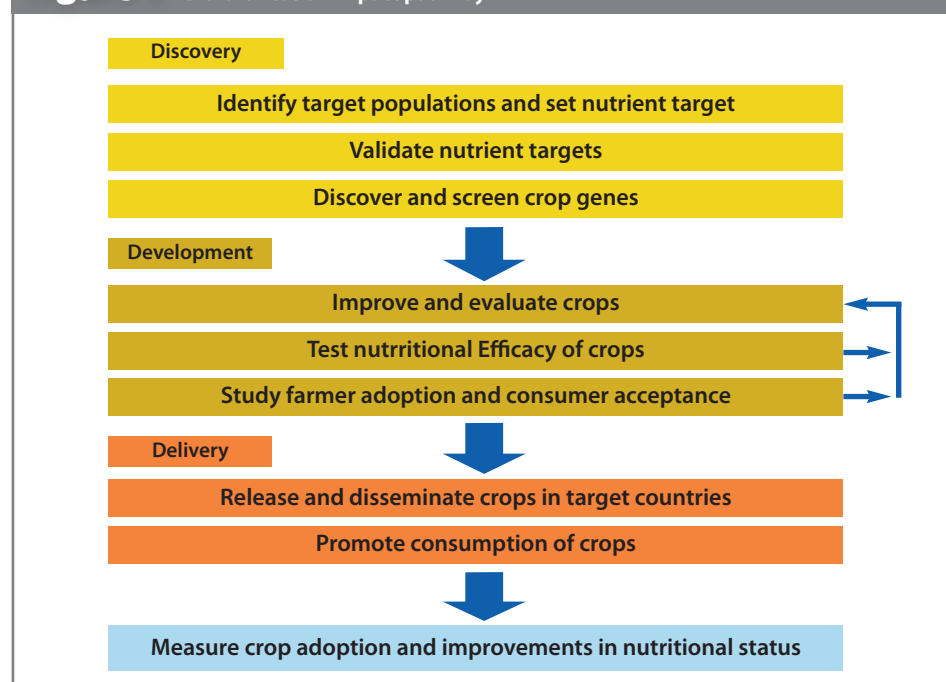 Discovery
Identify target populations and set nutrient target
Validate nutrient targets
Discover and screen crop genes
Development
Improve and evaluate crops
Test nutrritional Efficacy of crops
Study farmer adoption and consumer acceptance
Delivery
Release and disseminate crops in target countries
Promote consumption of crops
Measure crop adoption and improvements in nutritional status